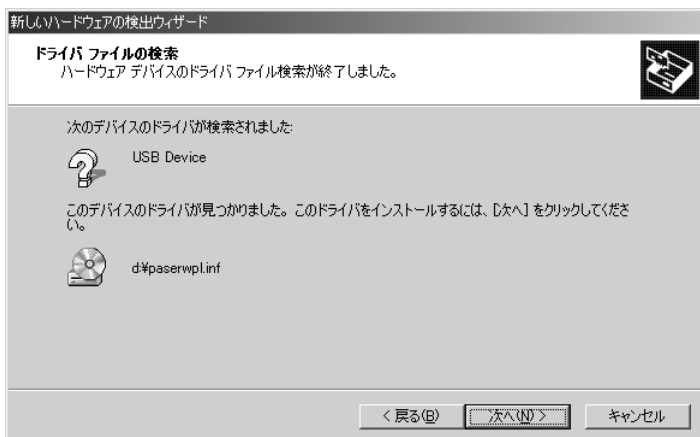 新しいハードウェアの検出ウィザード
ドライバ ファイルの検索
ハードウェア デバイスのドライバ ファイル検索が終了しました。
次のデバイスのドライバが検索されました:
USB Device
このデバイスのドライバが見つかりました。このドライバをインストールするには、[次へ] をクリックしてくださ
い。
d:¥paserwpl.inf
< 戻る(B)
次へ(N) >
キャンセル